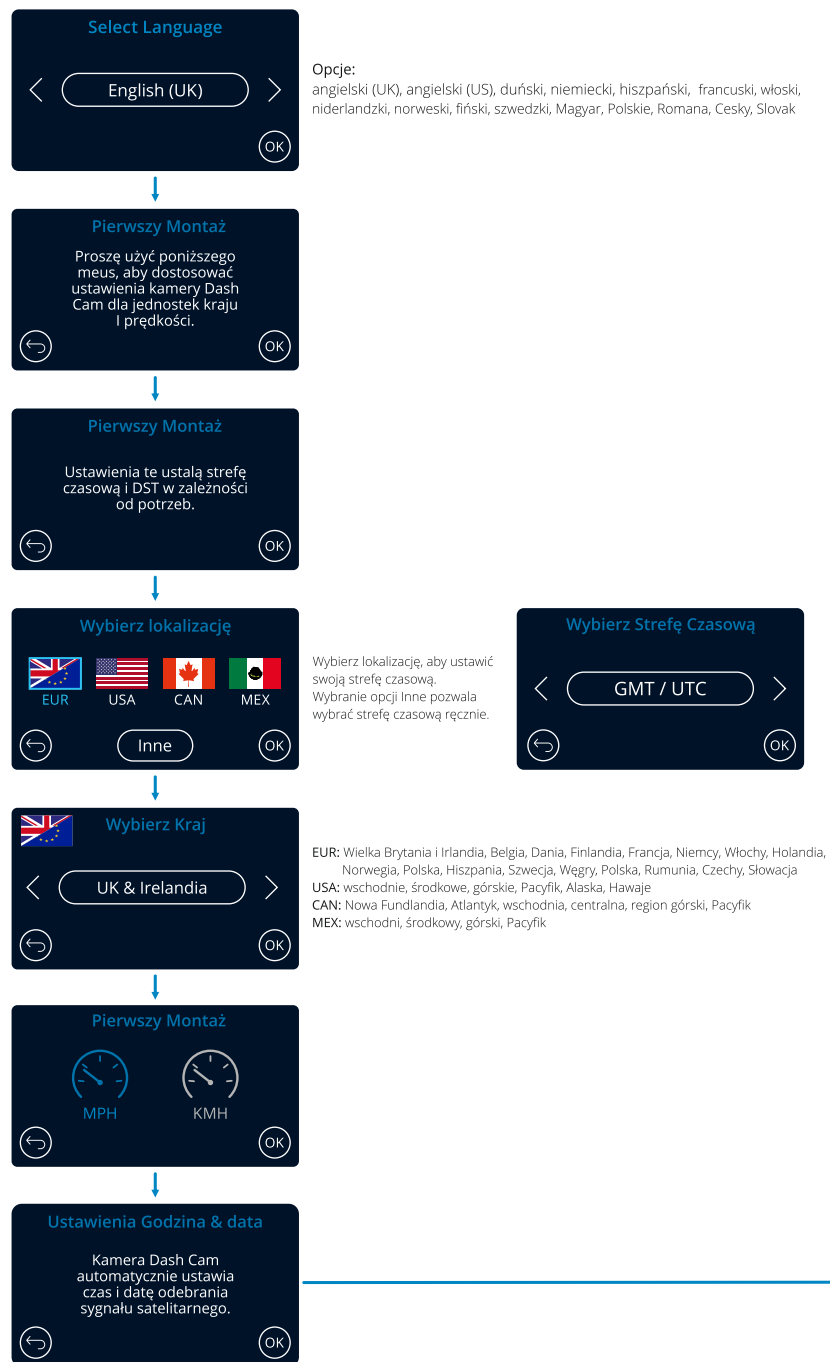 Select Language
English (UK)
OK
Opcje:
angielski (UK), angielski (US), duński, niemiecki, hiszpański, francuski, włoski,
niderlandzki, norweski, fiński, szwedzki, Magyar, Polskie, Romana, Cesky, Slovak
Pierwszy Montaż
Proszę użyć poniższego
meus, aby dostosować
ustawienia kamery Dash
Cam dla jednostek kraju
I prędkości.
OK
Pierwszy Montaż
Ustawienia te ustalą strefę
czasową i DST w zależności
od potrzeb.
OK
Wybierz lokalizację
EUR USA CAN MEX
Inne
OK
Wybierz lokalizację, aby ustawić
swoją strefę czasową.
Wybranie opcji Inne pozwala
wybrać strefę czasową ręcznie.
Wybierz Strefę Czasową
GMT / UTC
OK
Wybierz Kraj
UK & Irelandia
OK
EUR: Wielka Brytania i Irlandia, Belgia, Dania, Finlandia, Francja, Niemcy, Włochy, Holandia,
Norwegia, Polska, Hiszpania, Szwecja, Węgry, Polska, Rumunia, Czechy, Słowacja
USA: wschodnie, środkowe, górskie, Pacyfik, Alaska, Hawaje
CAN: Nowa Fundlandia, Atlantyk, wschodnia, centralna, region górski, Pacyfik
MEX: wschodni, środkowy, górski, Pacyfik
Pierwszy Montaż
MPH KMH
OK
Ustawienia Godzina & data
Kamera Dash Cam
automatycznie ustawia
czas i datę odebrania
sygnału satelitarnego.
OK